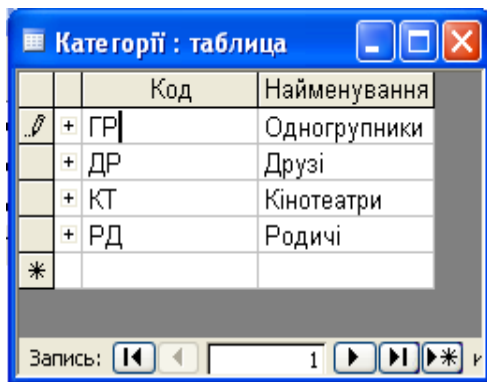 Категорії : таблица
Код Найменування
ГР Одногрупники
ДР Друзі
КТ Кінотеатри
РД Родичі
Запись: 1